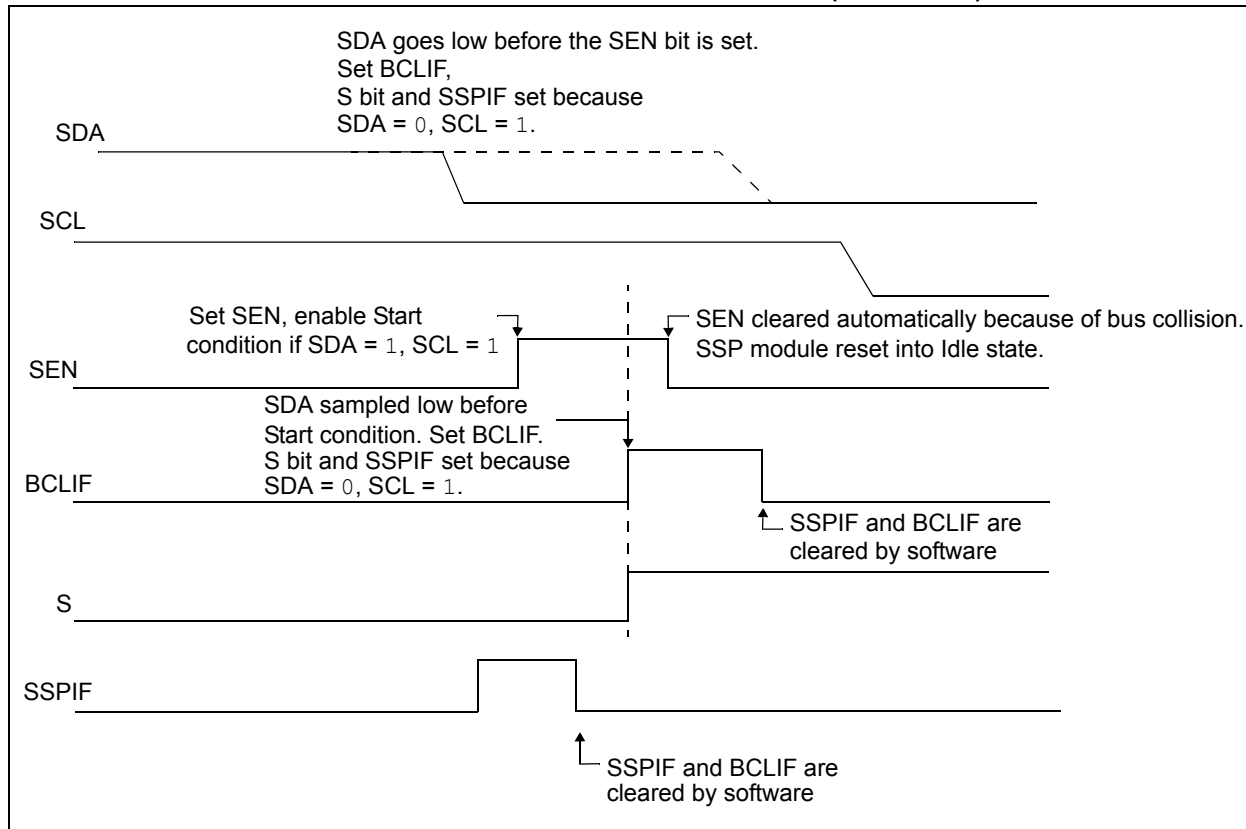 SDA goes low before the SEN bit is set.
Set BCLIF,
S bit and SSPIF set because
SDA = 0, SCL = 1.
SDA
SCL
Set SEN, enable Start
condition if SDA = 1, SCL = 1
SEN cleared automatically because of bus collision.
SSP module reset into Idle state.
SEN
SDA sampled low before
Start condition. Set BCLIF.
S bit and SSPIF set because
SDA = 0, SCL = 1.
BCLIF
SSPIF and BCLIF are
cleared by software
S
SSPIF
SSPIF and BCLIF are
cleared by software